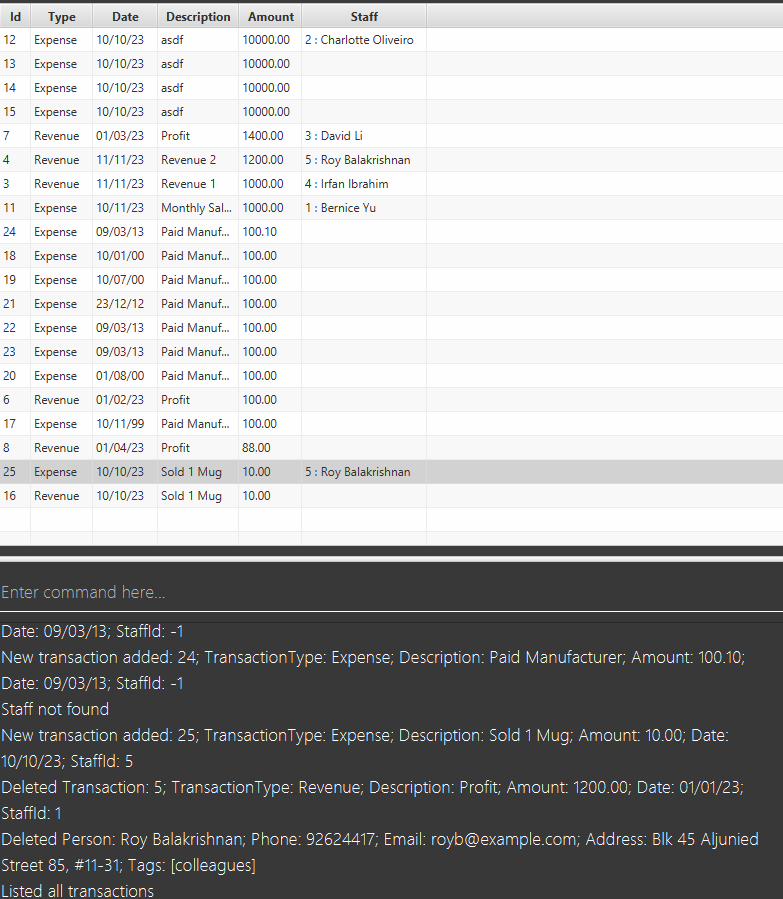 Id Type Date Description Amount Staff
12 Expense 10/10/23 asdf 10000.00 2 : Charlotte Oliveiro
13 Expense 10/10/23 asdf 10000.00
14 Expense 10/10/23 asdf 10000.00
15 Expense 10/10/23 asdf 10000.00
7 Revenue 01/03/23 Profit 1400.00 3 : David Li
4 Revenue 11/11/23 Revenue 2 1200.00 5 : Roy Balakrishnan
3 Revenue 11/11/23 Revenue 1 1000.00 4 : Irfan Ibrahim
11 Expense 10/11/23 Monthly Sal... 1000.00 1 : Bernice Yu
24 Expense 09/03/13 Paid Manuf... 100.10
18 Expense 10/01/00 Paid Manuf... 100.00
19 Expense 10/07/00 Paid Manuf... 100.00
21 Expense 23/12/12 Paid Manuf... 100.00
22 Expense 09/03/13 Paid Manuf... 100.00
23 Expense 09/03/13 Paid Manuf... 100.00
20 Expense 01/08/00 Paid Manuf... 100.00
6 Revenue 01/02/23 Profit 100.00
17 Expense 10/11/99 Paid Manuf... 100.00
8 Revenue 01/04/23 Profit 88.00
25 Expense 10/10/23 Sold 1 Mug 10.00 5 : Roy Balakrishnan
16 Revenue 10/10/23 Sold 1 Mug 10.00
Enter command here...
Date: 09/03/13; StaffId: -1
New transaction added: 24; TransactionType: Expense; Description: Paid Manufacturer; Amount: 100.10;
Date: 09/03/13; StaffId: -1
Staff not found
New transaction added: 25; TransactionType: Expense; Description: Sold 1 Mug; Amount: 10.00; Date:
10/10/23; StaffId: 5
Deleted Transaction: 5; TransactionType: Revenue; Description: Profit; Amount: 1200.00; Date: 01/01/23;
StaffId: 1
Deleted Person: Roy Balakrishnan; Phone: 92624417; Email: royb@example.com; Address: Blk 45 Aljunied
Street 85, #11-31; Tags: [colleagues]
Listed all transactions